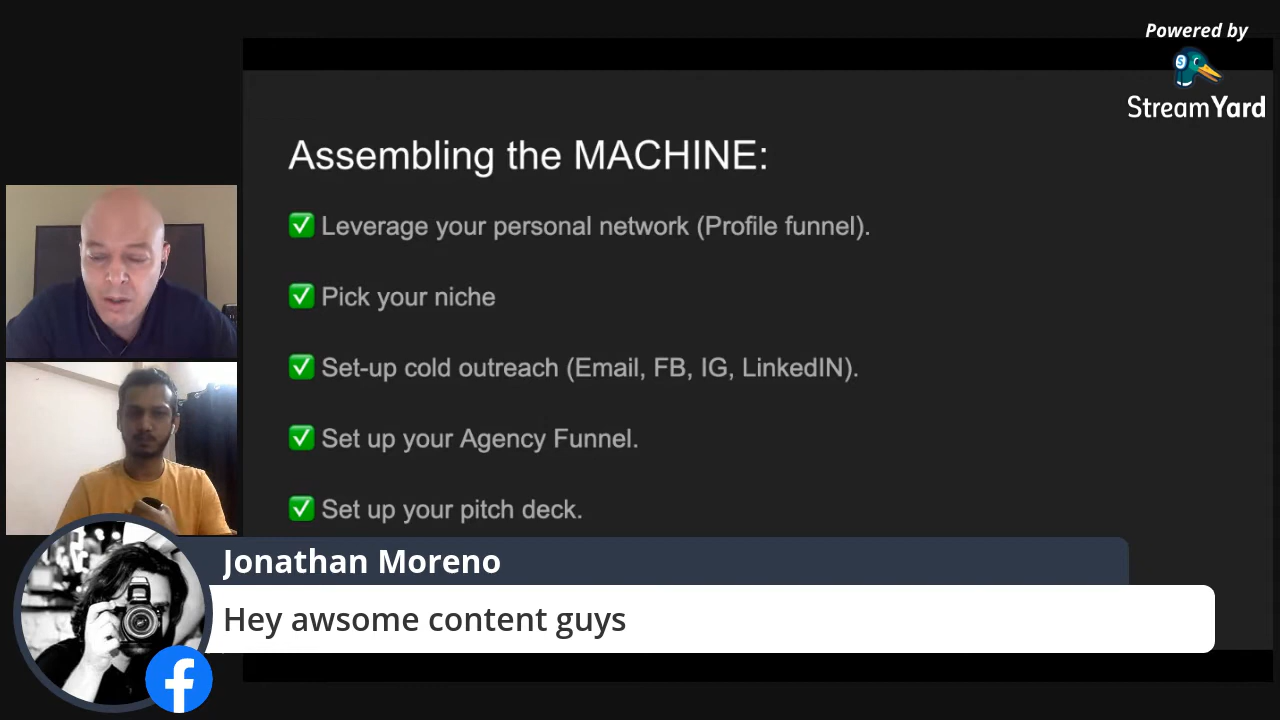 Powered by
StreamYard
Assembling the MACHINE:
✅ Leverage your personal network (Profile funnel).
✅ Pick your niche
✅ Set-up cold outreach (Email, FB, IG, LinkedIN).
✅ Set up your Agency Funnel.
✅ Set up your pitch deck.
Jonathan Moreno
Hey awsome content guys